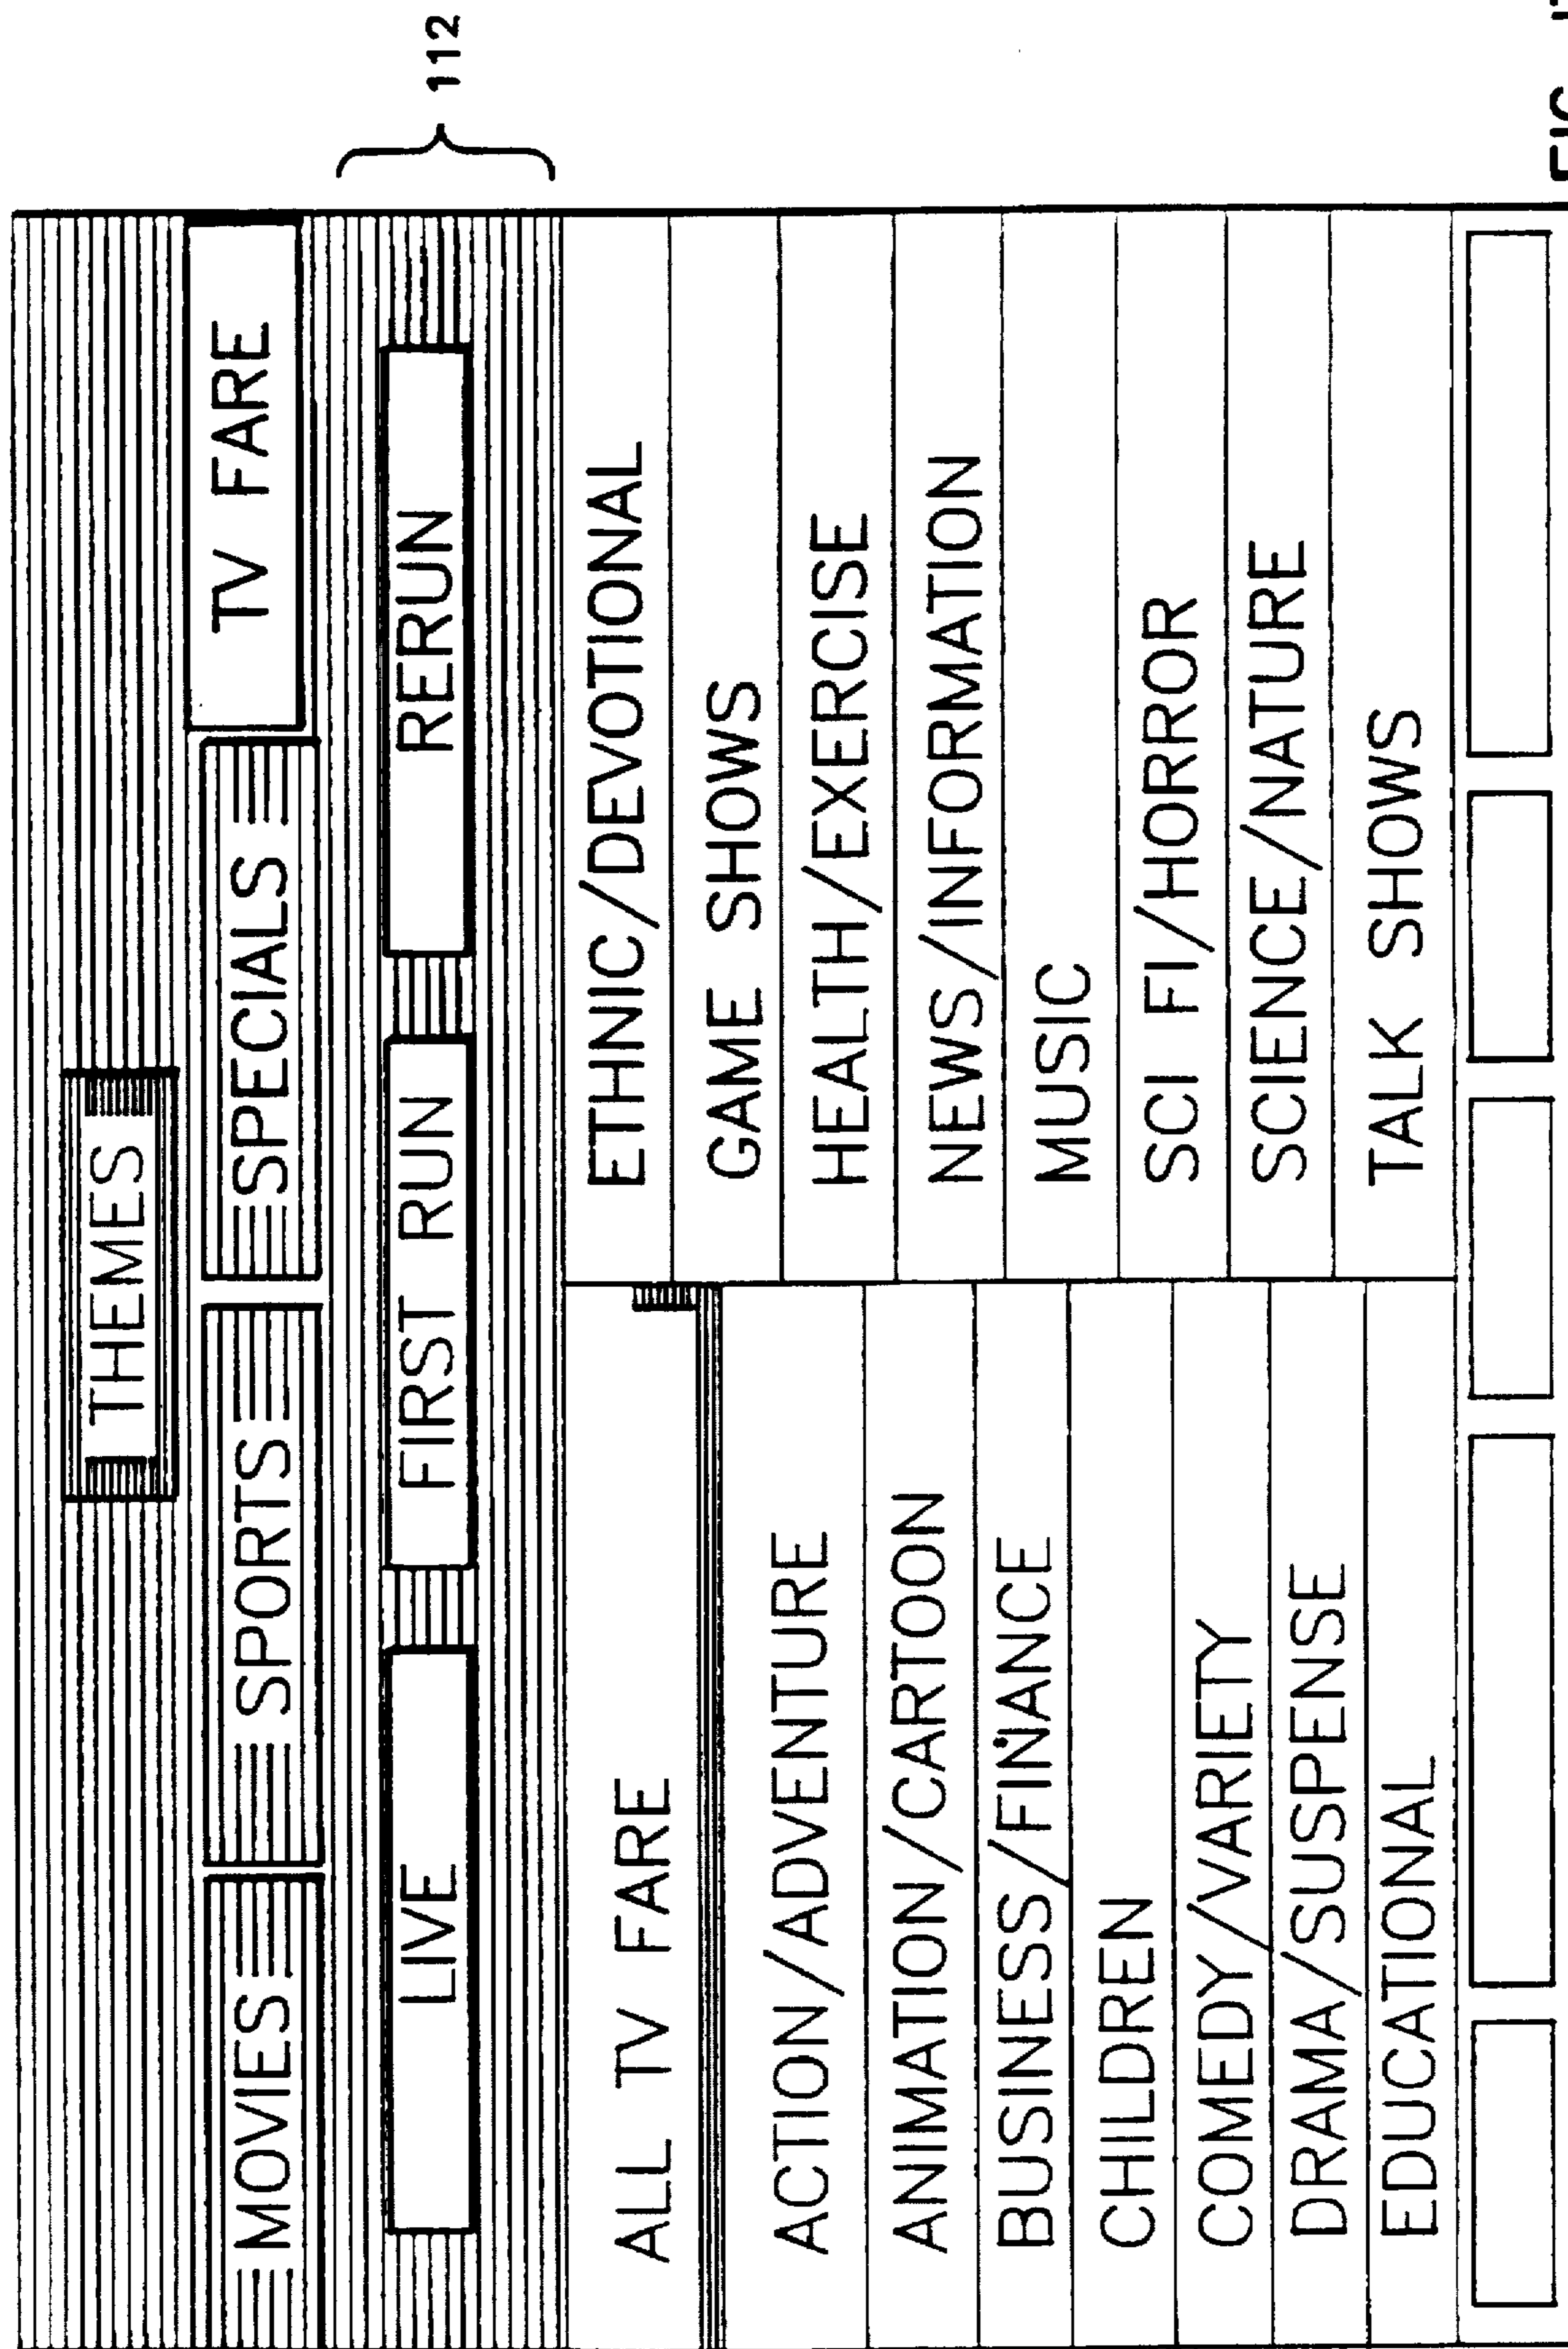 THEMES
MOVIES SPORTS SPECIALS TV FARE
LIVE FIRST RUN RERUN
112
ALL TV FARE
ACTION/ADVENTURE
ANIMATION/CARTOON
BUSINESS/FINANCE
CHILDREN
COMEDY/VARIETY
DRAMA/SUSPENSE
EDUCATIONAL
ETHNIC/DEVOTIONAL
GAME SHOWS
HEALTH/EXERCISE
NEWS/INFORMATION
MUSIC
SCI FI/HORROR
SCIENCE/NATURE
TALK SHOWS